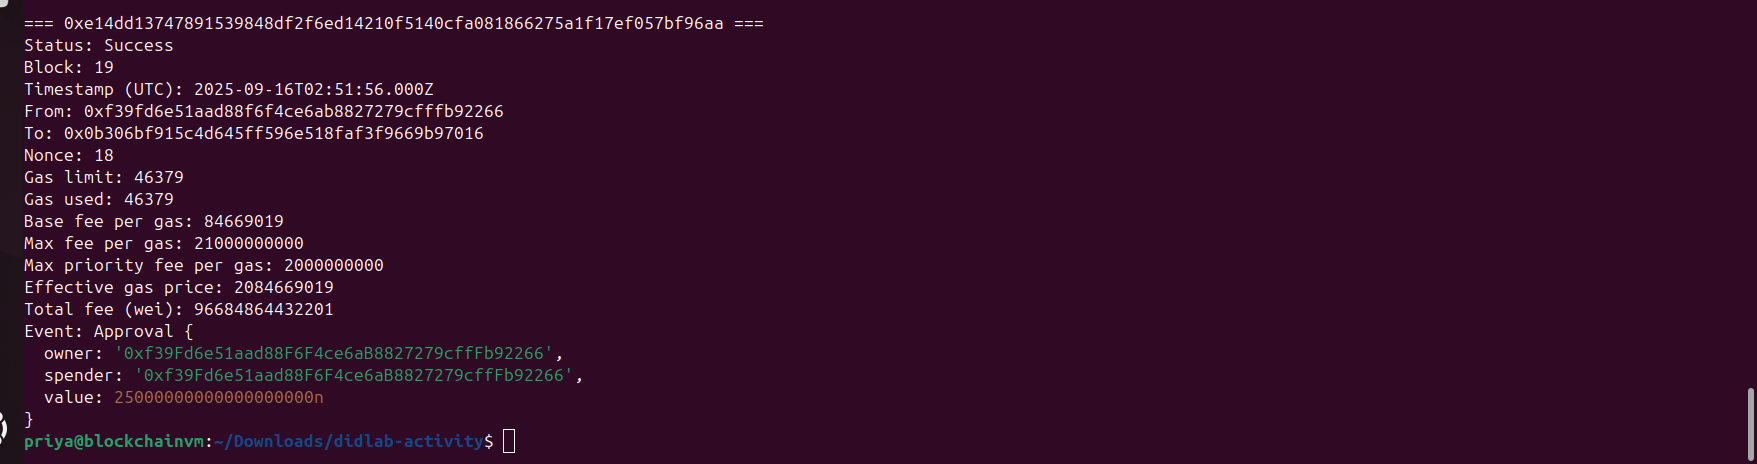 === 0xe14dd13747891539848df2f6ed14210f5140cfa081866275a1f17ef057bf96aa ===
Status: Success
Block: 19
Timestamp (UTC): 2025-09-16T02:51:56.000Z
From: 0xf39fd6e51aad88f6f4ce6ab8827279cfffb92266
To: 0x0b306bf915c4d645ff596e518faf3f9669b97016
Nonce: 18
Gas limit: 46379
Gas used: 46379
Base fee per gas: 84669019
Max fee per gas: 21000000000
Max priority fee per gas: 2000000000
Effective gas price: 2084669019
Total fee (wei): 96684864432201
Event: Approval {
  owner: '0xf39Fd6e51aad88F6F4ce6aB8827279cffFb92266',
  spender: '0xf39Fd6e51aad88F6F4ce6aB8827279cffFb92266',
  value: 25000000000000000000n
}
priya@blockchainvm:~/Downloads/didlab-activity$